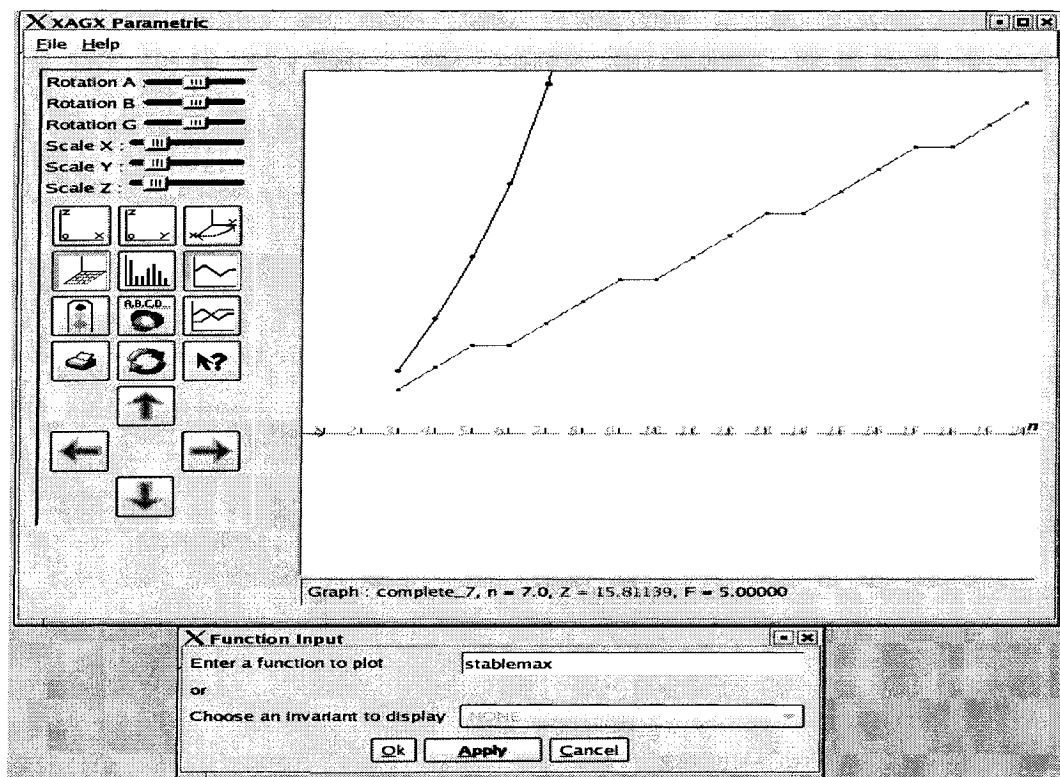 XAGX Parametric
File Help
Rotation A :
Rotation B :
Rotation G
Scale X :
Scale Y :
Scale Z :
Z
X
Z
Y
A,B,C,D...
?
n
Graph : complete_7, n = 7.0, Z = 15.81139, F = 5.00000
Function Input
Enter a function to plot stablemax
or
Choose an invariant to display NONE
Ok Apply Cancel